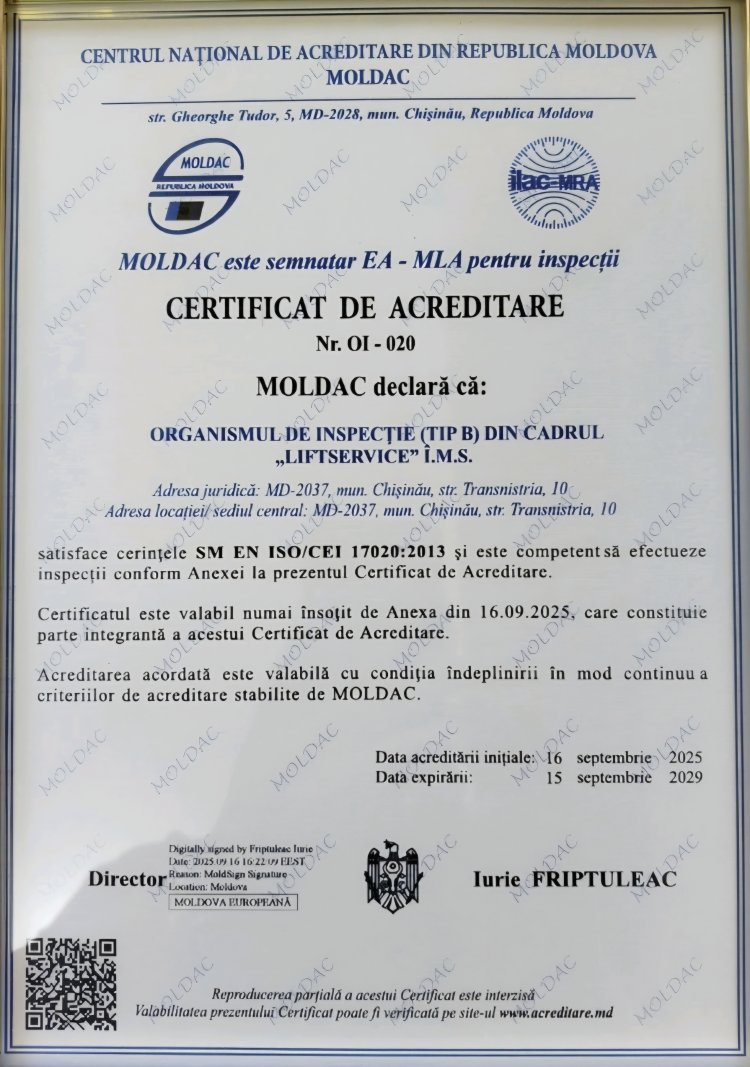 CENTRUL NAȚIONAL DE ACREDITARE DIN REPUBLICA MOLDOVA
MOLDAC
str. Gheorghe Tudor, 5, MD-2028, mun. Chișinău, Republica Moldova
MOLDAC
REPUBLICA MOLDOVA
ilac-MRA
MOLDAC este semnatar EA - MLA pentru inspecții
CERTIFICAT DE ACREDITARE
Nr. OI - 020
MOLDAC declară că:
ORGANISMUL DE INSPECȚIE (TIP B) DIN CADRUL
„LIFTSERVICE” Î.M.S.
Adresa juridică: MD-2037, mun. Chișinău, str. Transnistria, 10
Adresa locației/ sediul central: MD-2037, mun. Chișinău, str. Transnistria, 10
satisface cerințele SM EN ISO/CEI 17020:2013 și este competent să efectueze
inspecții conform Anexei la prezentul Certificat de Acreditare.
Certificatul este valabil numai însoțit de Anexa din 16.09.2025, care constituie
parte integrantă a acestui Certificat de Acreditare.
Acreditarea acordată este valabilă cu condiția îndeplinirii în mod continuu a
criteriilor de acreditare stabilite de MOLDAC.
Data acreditării inițiale: 16 septembrie 2025
Data expirării: 15 septembrie 2029
Digitally signed by Friptuleac Iurie
Date: 2025.09.16 16:22:09 EEST
Reason: MoldSign Signature
Location: Moldova
MOLDOVA EUROPEANĂ
Director
Iurie FRIPTULEAC
Reproducerea parțială a acestui Certificat este interzisă
Valabilitatea prezentului Certificat poate fi verificată pe site-ul www.acreditare.md